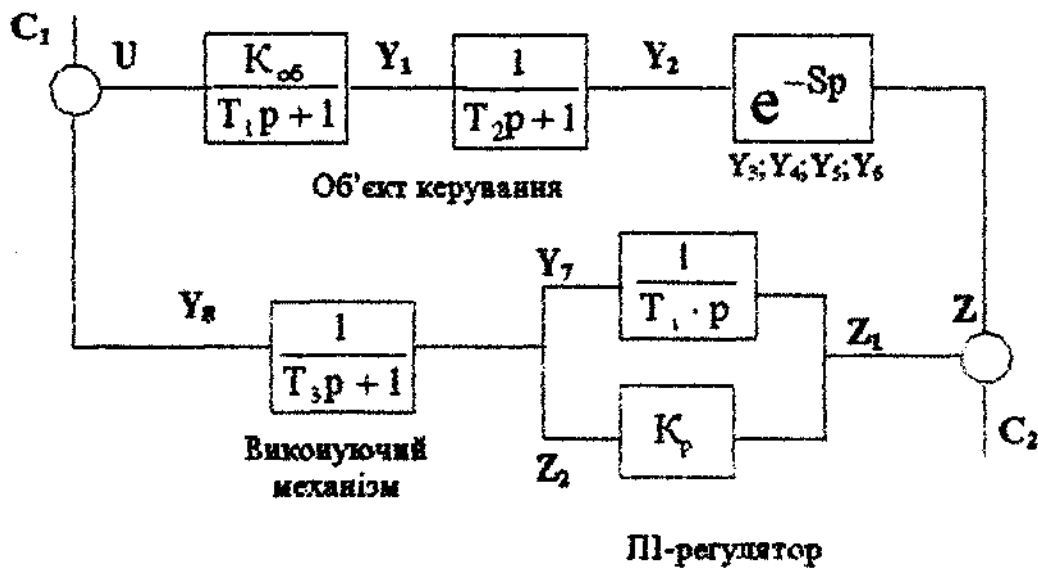 C₁
U
K_об
T₁p + 1
Y₁
1
T₂p + 1
Y₂
e^{-Sp}
Y₃; Y₄; Y₅; Y₆
Об’єкт керування
Y₈
1
T₃p + 1
Виконуючий
механізм
Y₇
1
Tᵢ · p
Z₁
Z
Z₂
K_p
C₂
ПІ-регулятор